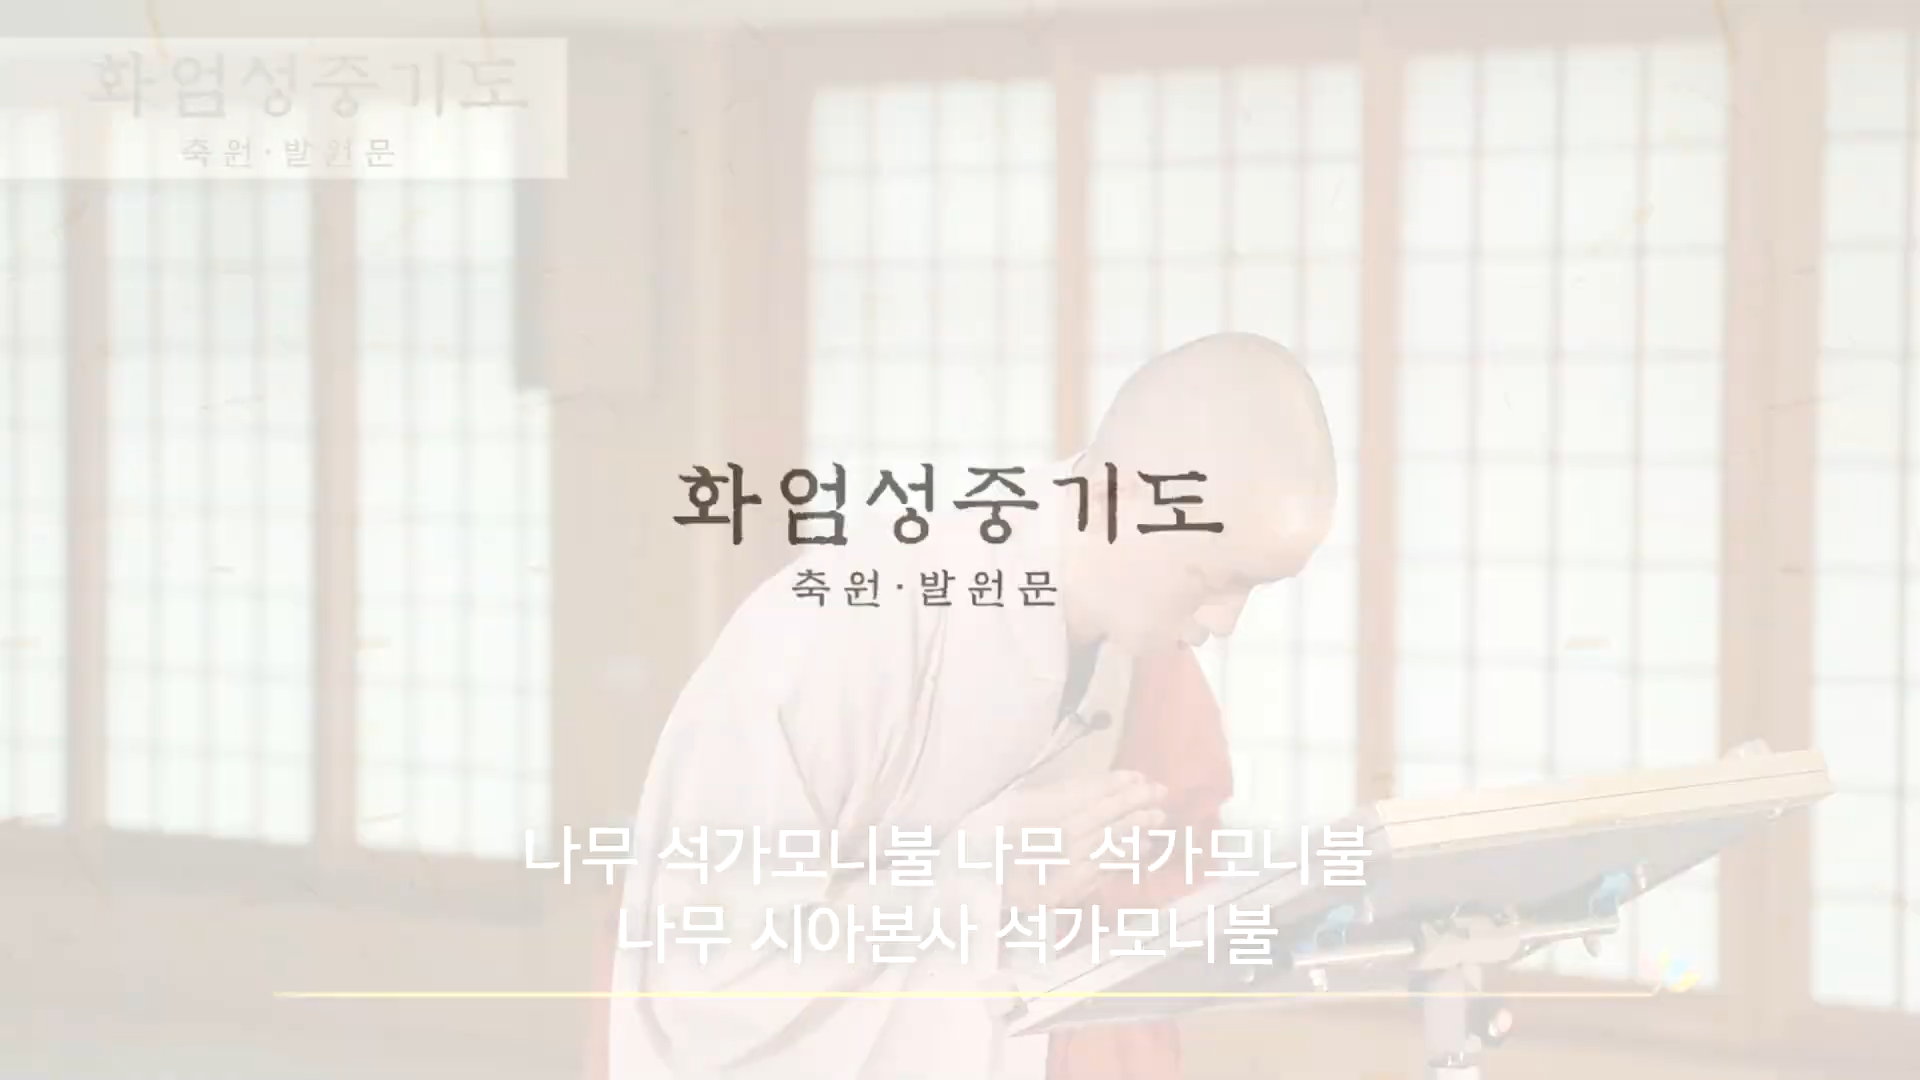 화엄성중기도
축원·발원문
화엄성중기도
축원·발원문
나무 석가모니불 나무 석가모니불
나무 시아본사 석가모니불